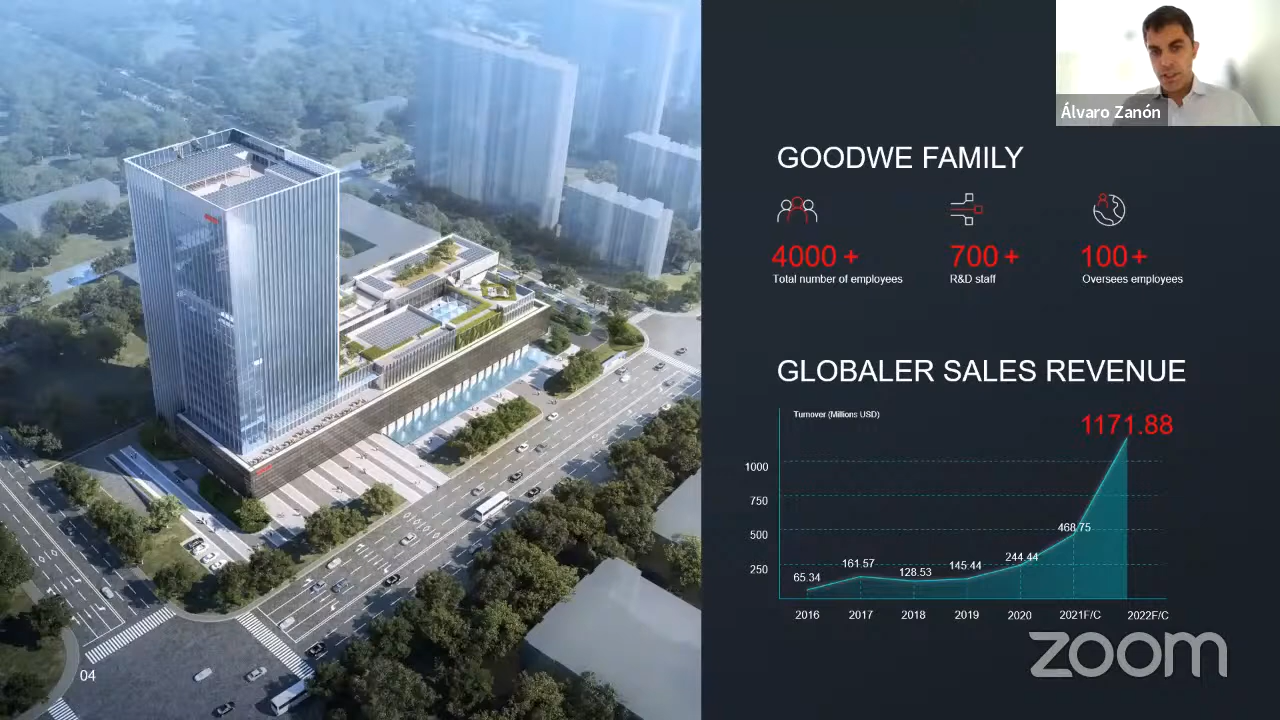 Álvaro Zanón
GOODWE FAMILY
4000 +
Total number of employees
700 +
R&D staff
100 +
Oversees employees
GLOBALER SALES REVENUE
Turnover (Millions USD)
1171.88
1000
750
500
250
65.34
161.57
128.53
145.44
244.44
468.75
2016
2017
2018
2019
2020
2021F/C
2022F/C
zoom
04